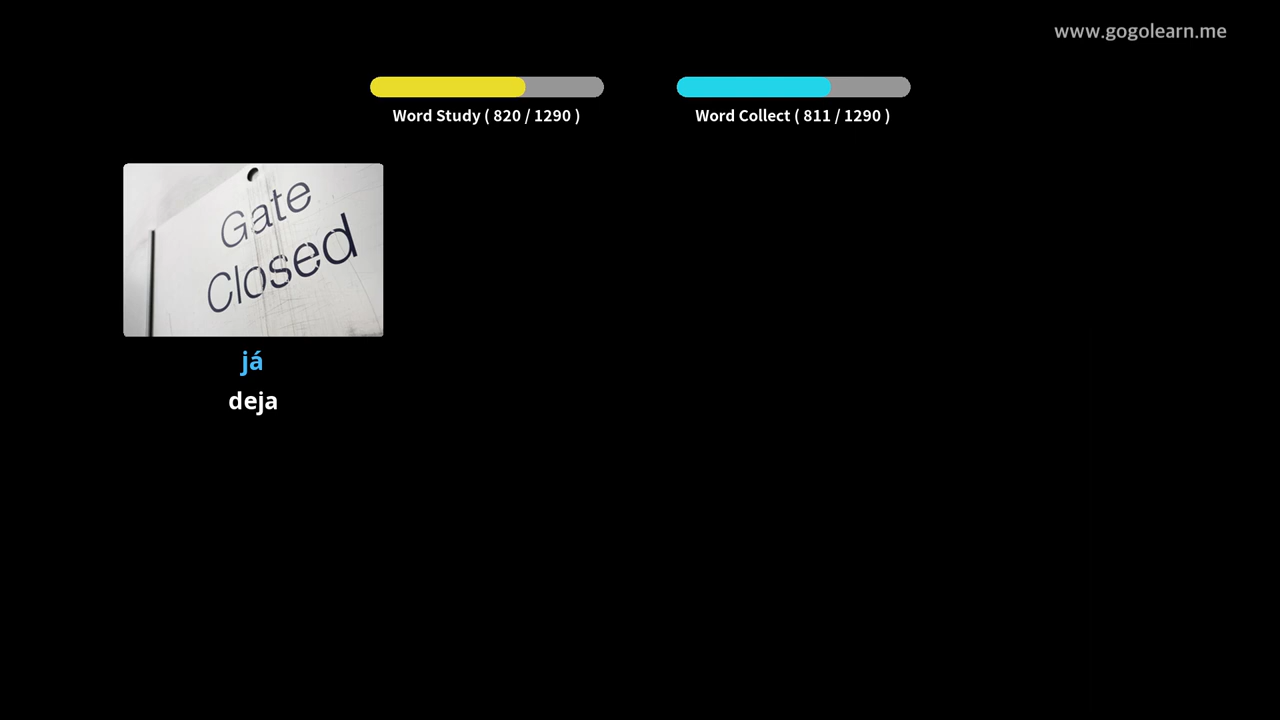 www.gogolearn.me
Word Study ( 820 / 1290 )
Word Collect ( 811 / 1290 )
Gate
Closed
já
deja